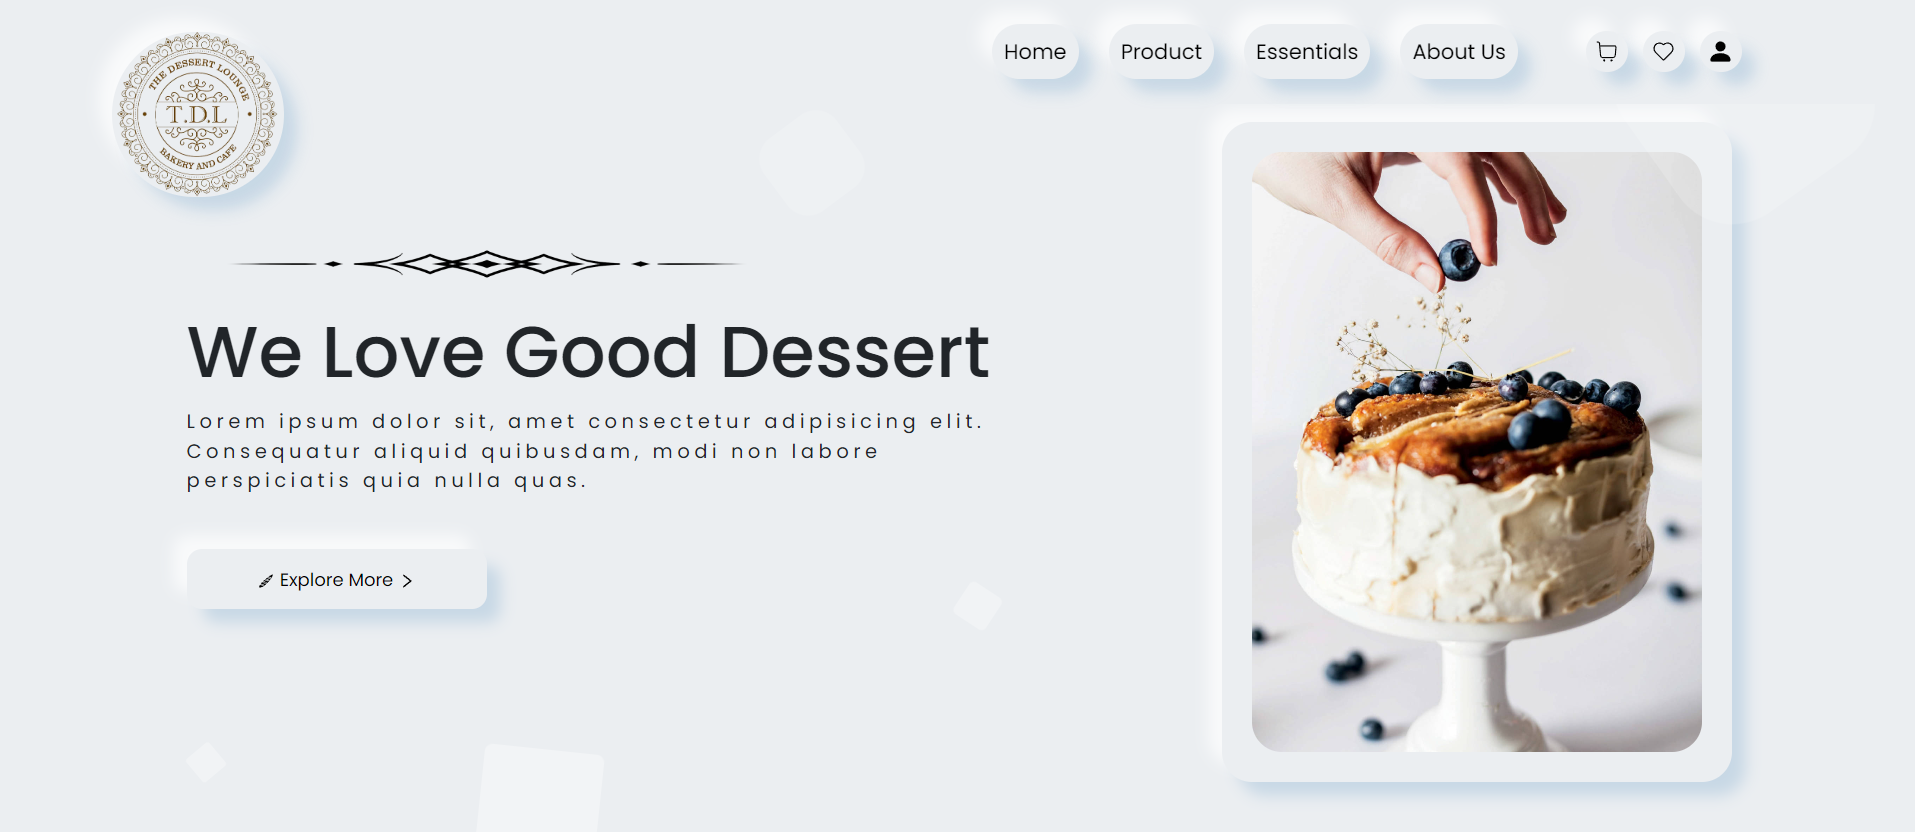 THE DESSERT LOUNGE
T.D.L
BAKERY AND CAFE
Home
Product
Essentials
About Us
We Love Good Dessert
Lorem ipsum dolor sit, amet consectetur adipisicing elit.
Consequatur aliquid quibusdam, modi non labore
perspiciatis quia nulla quas.
Explore More